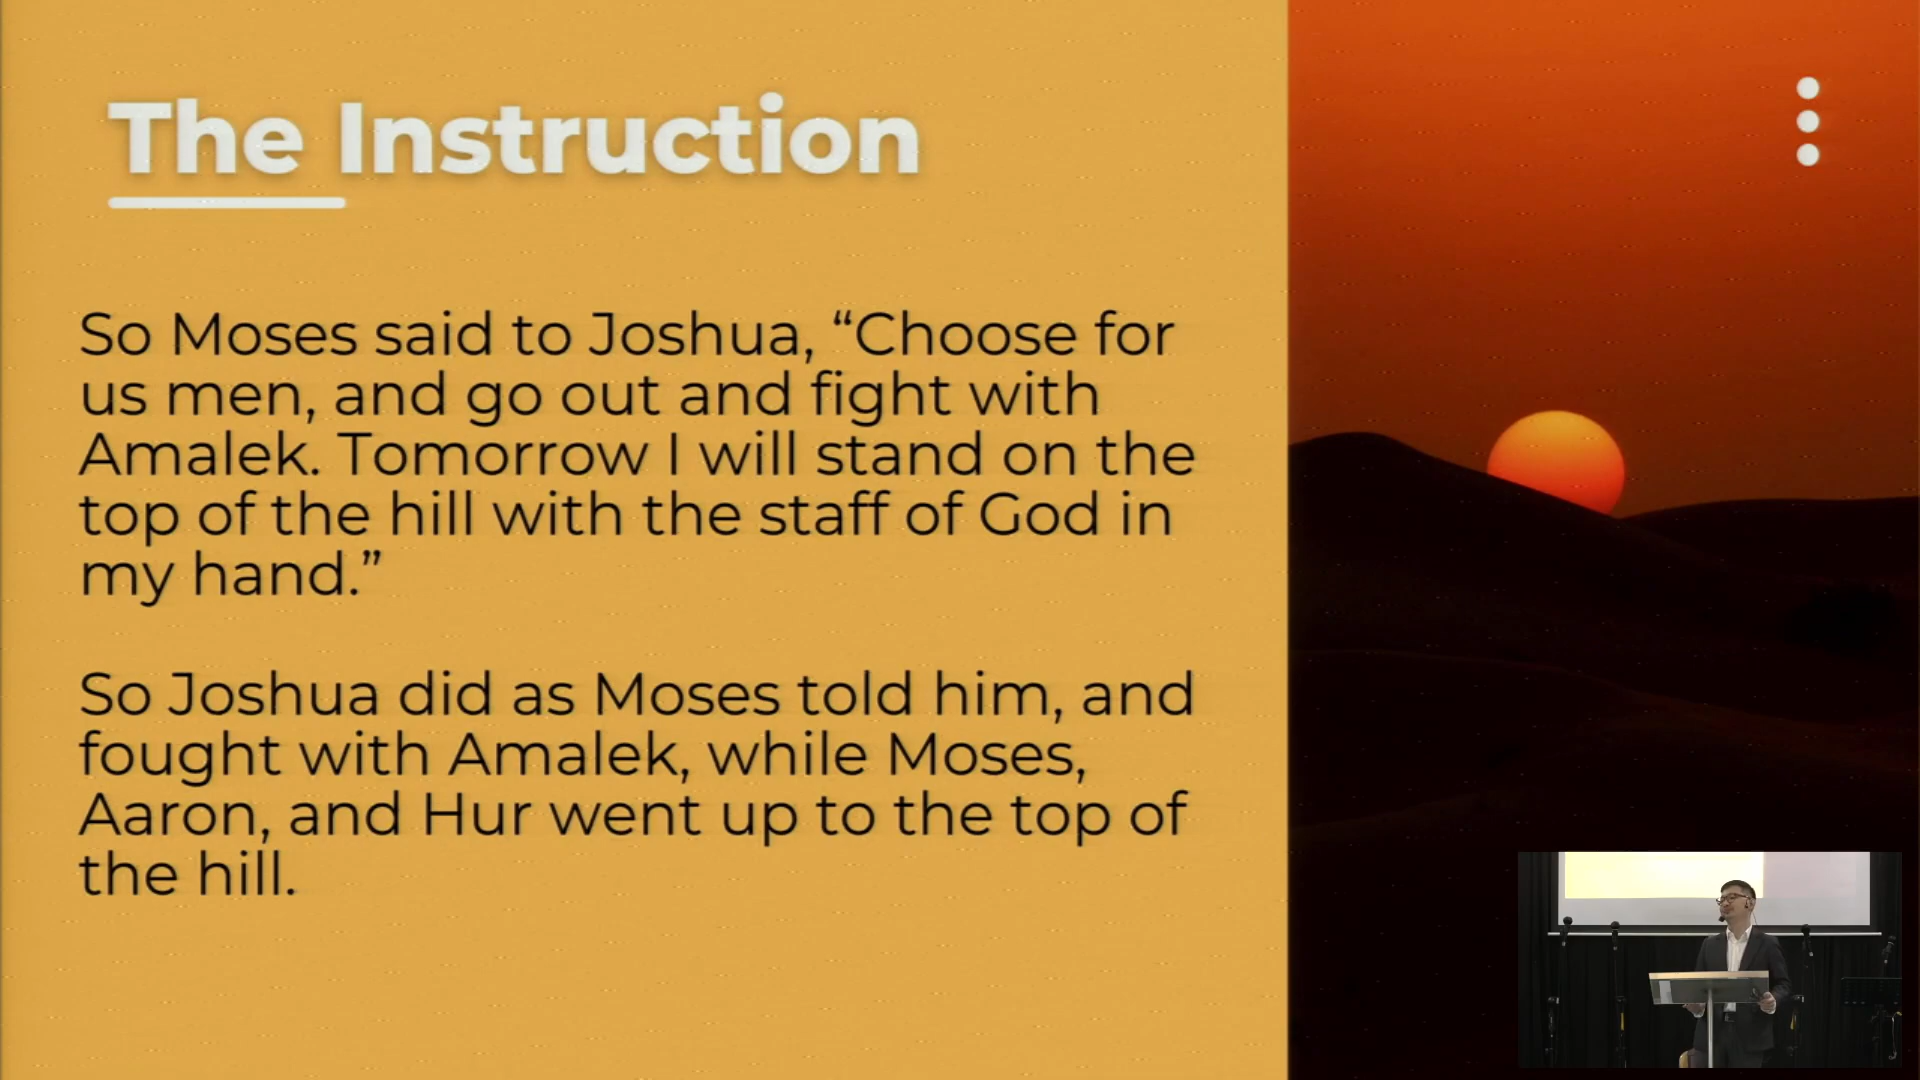 The Instruction
So Moses said to Joshua, “Choose for
us men, and go out and fight with
Amalek. Tomorrow I will stand on the
top of the hill with the staff of God in
my hand.”
So Joshua did as Moses told him, and
fought with Amalek, while Moses,
Aaron, and Hur went up to the top of
the hill.